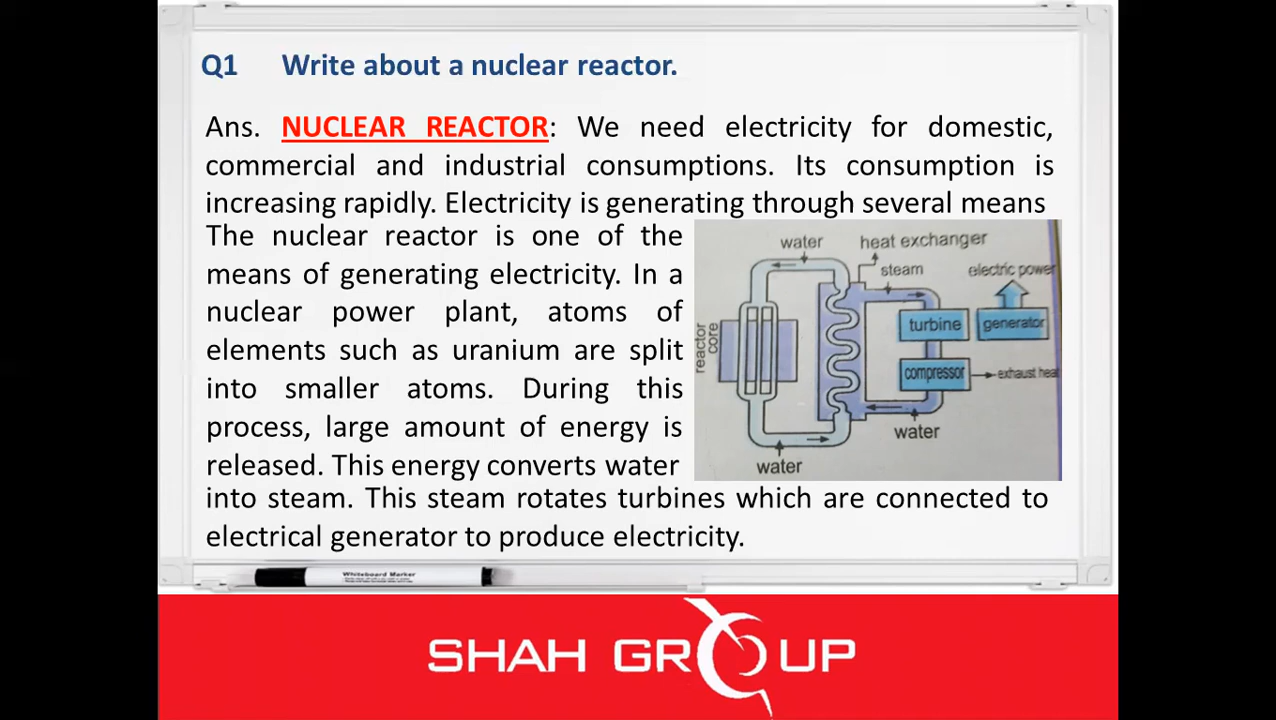 Q1 Write about a nuclear reactor.
Ans. NUCLEAR REACTOR: We need electricity for domestic,
commercial and industrial consumptions. Its consumption is
increasing rapidly. Electricity is generating through several means
The nuclear reactor is one of the
means of generating electricity. In a
nuclear power plant, atoms of
elements such as uranium are split
into smaller atoms. During this
process, large amount of energy is
released. This energy converts water
into steam. This steam rotates turbines which are connected to
electrical generator to produce electricity.
water
heat exchanger
steam
electric power
reactor
core
turbine
generator
compressor
exhaust heat
water
water
Whiteboard Marker
SHAH GROUP